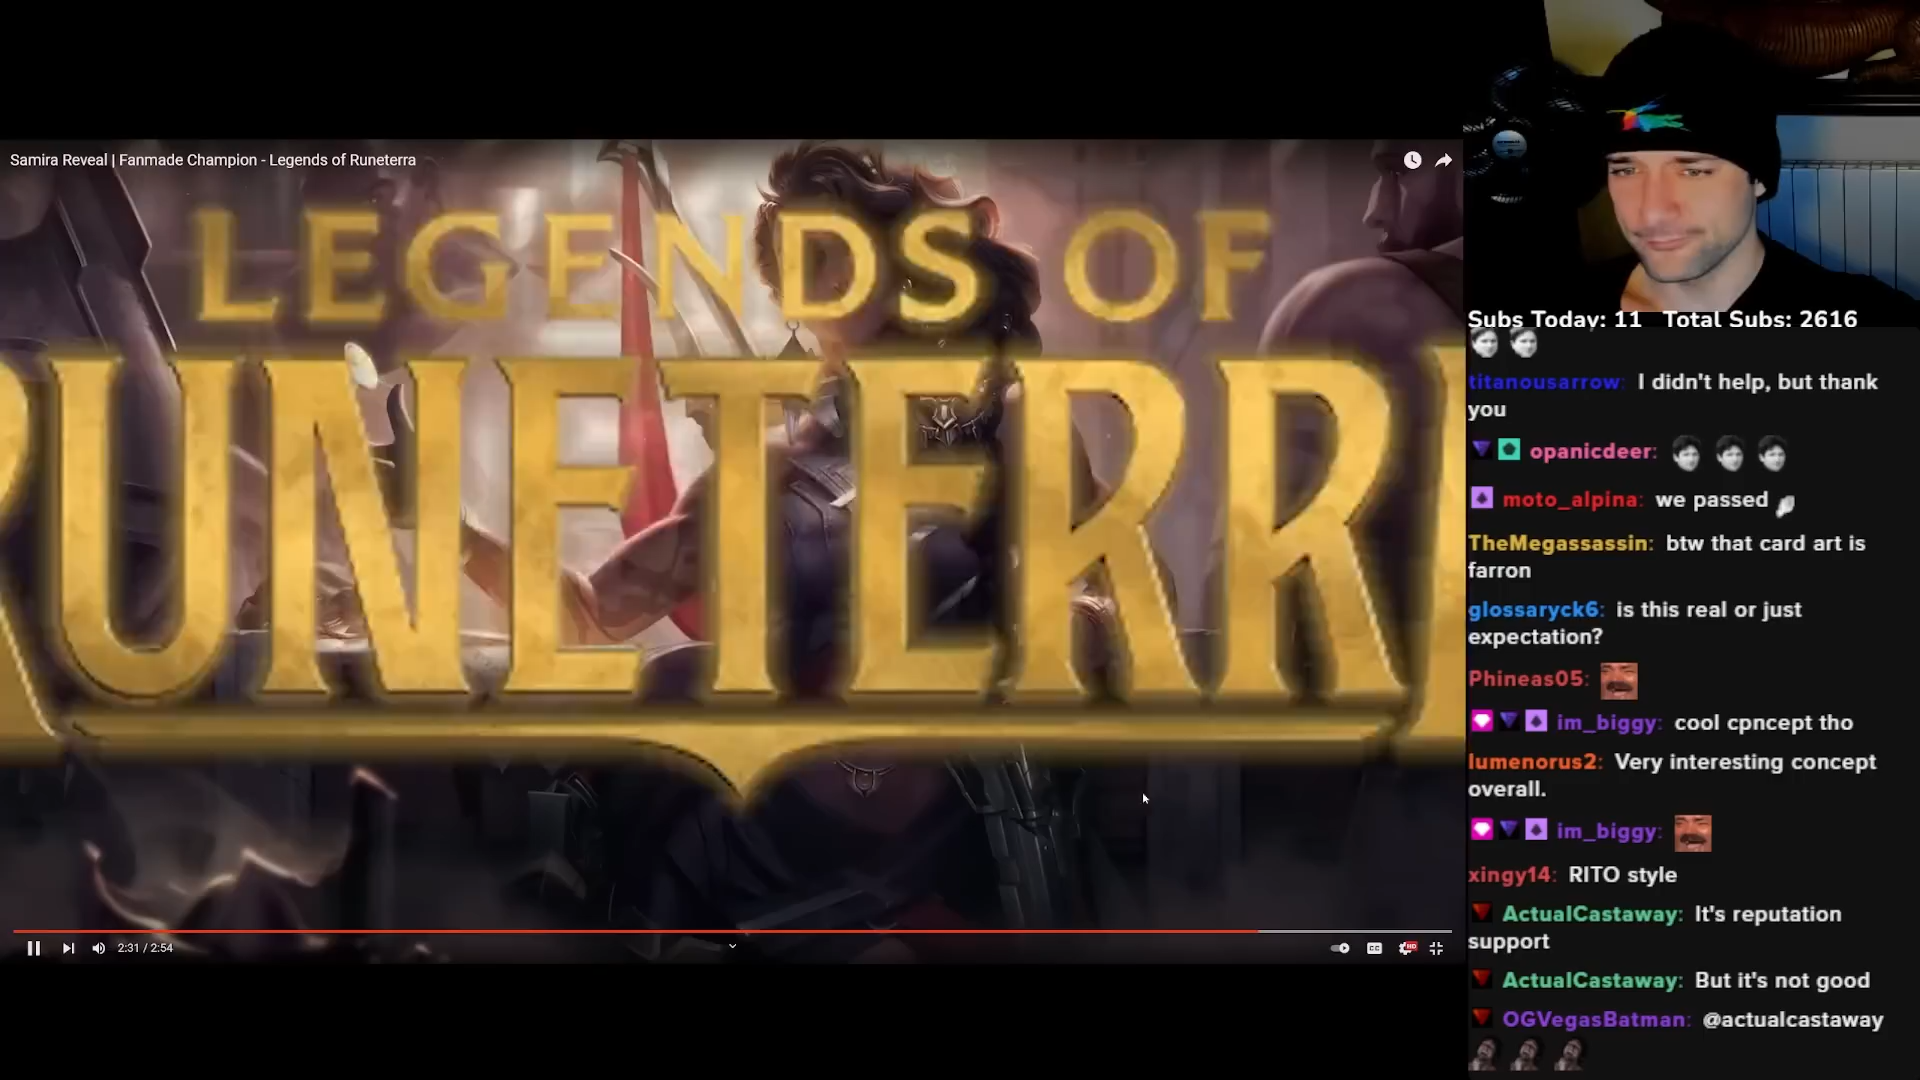 Samira Reveal | Fanmade Champion - Legends of Runeterra
LEGENDS OF
RUNETERR
2:31 / 2:54
CC
HD
Subs Today: 11 Total Subs: 2616
titanousarrow: I didn't help, but thank
you
opanicdeer:
moto_alpina: we passed
TheMegassassin: btw that card art is
farron
glossaryck6: is this real or just
expectation?
Phineas05:
im_biggy: cool cpncept tho
lumenorus2: Very interesting concept
overall.
im_biggy:
xingy14: RITO style
ActualCastaway: It's reputation
support
ActualCastaway: But it's not good
OGVegasBatman: @actualcastaway